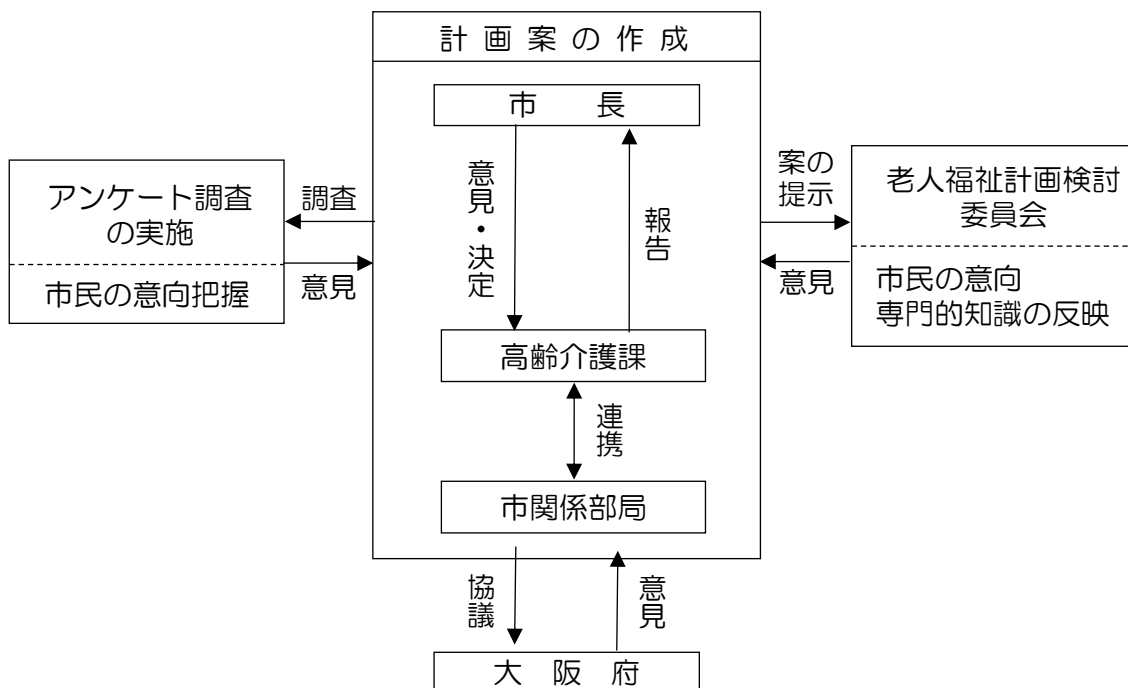 計画案の作成
市長
意見・決定
報告
高齢介護課
連携
市関係部局
協議
意見
大阪府
アンケート調査
の実施
市民の意向把握
調査
意見
案の
提示
意見
老人福祉計画検討
委員会
市民の意向
専門的知識の反映